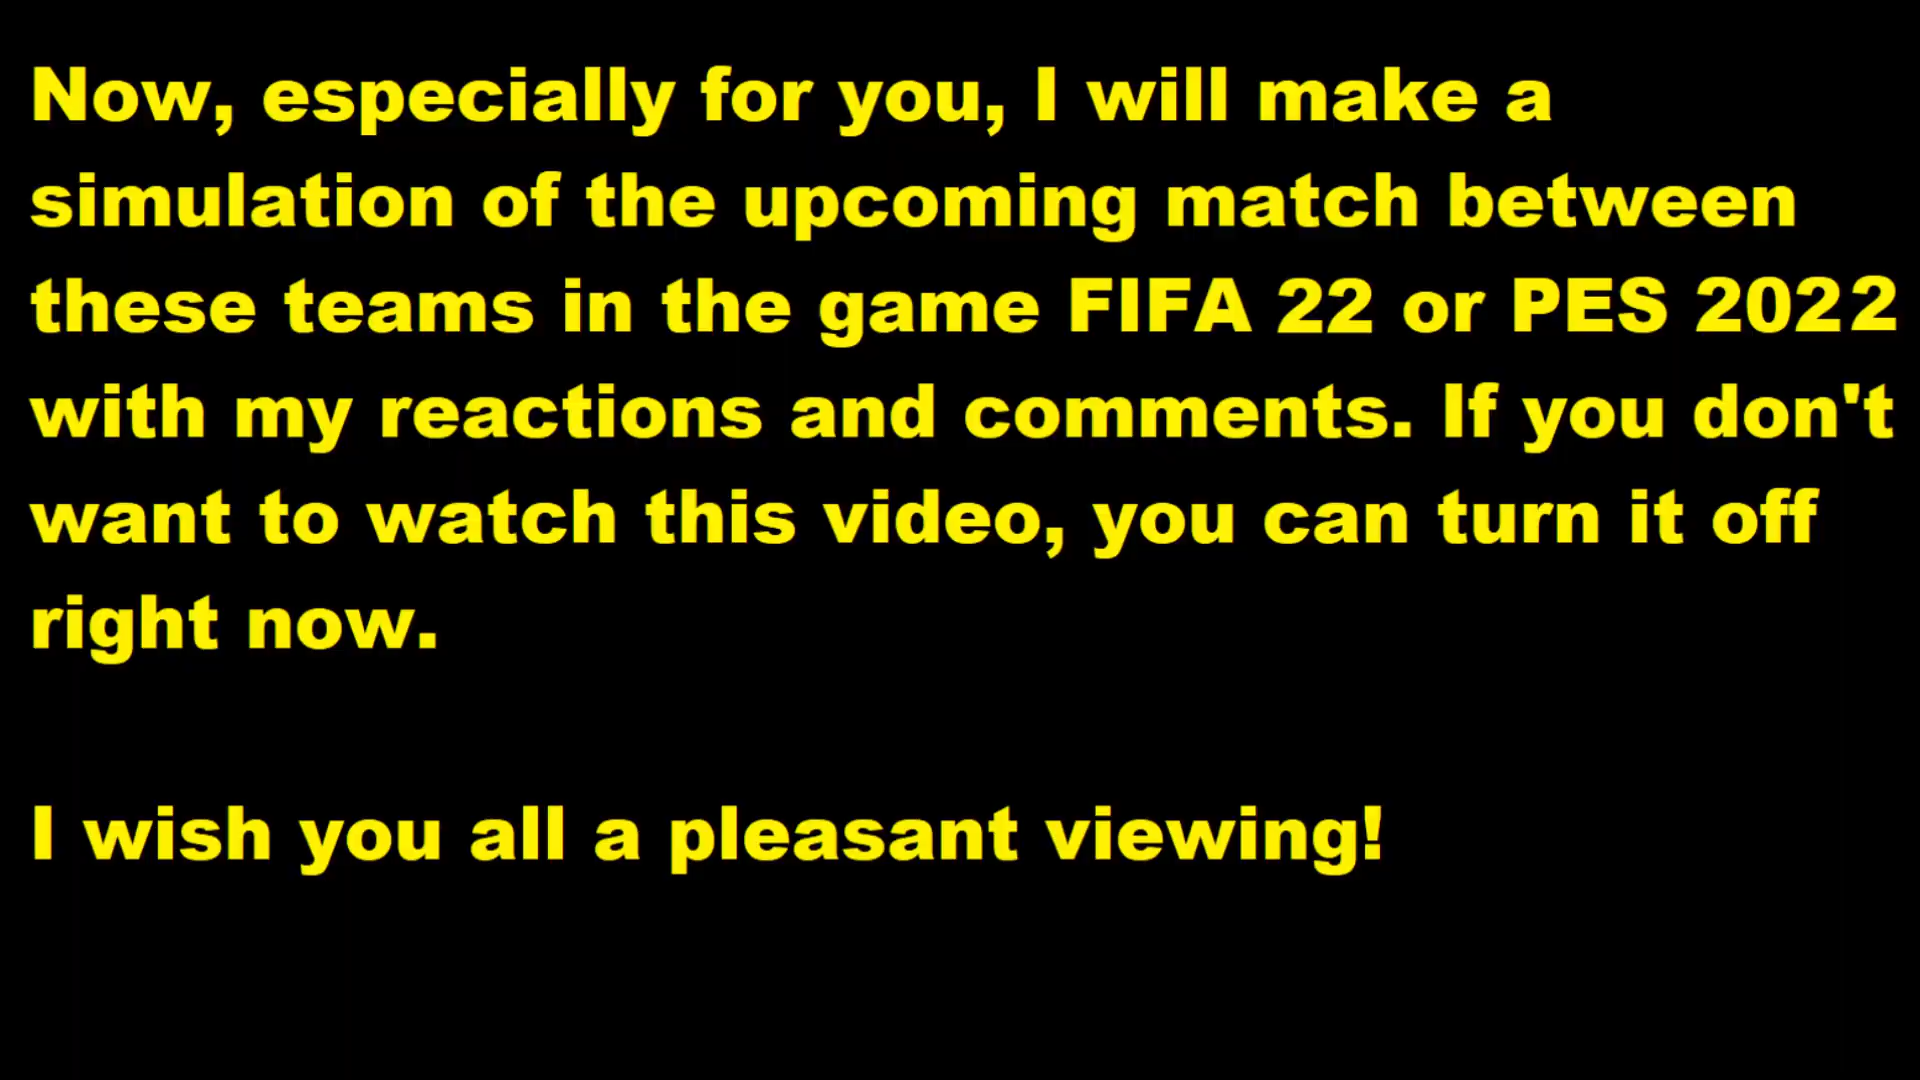 Now, especially for you, I will make a
simulation of the upcoming match between
these teams in the game FIFA 22 or PES 2022
with my reactions and comments. If you don't
want to watch this video, you can turn it off
right now.
I wish you all a pleasant viewing!